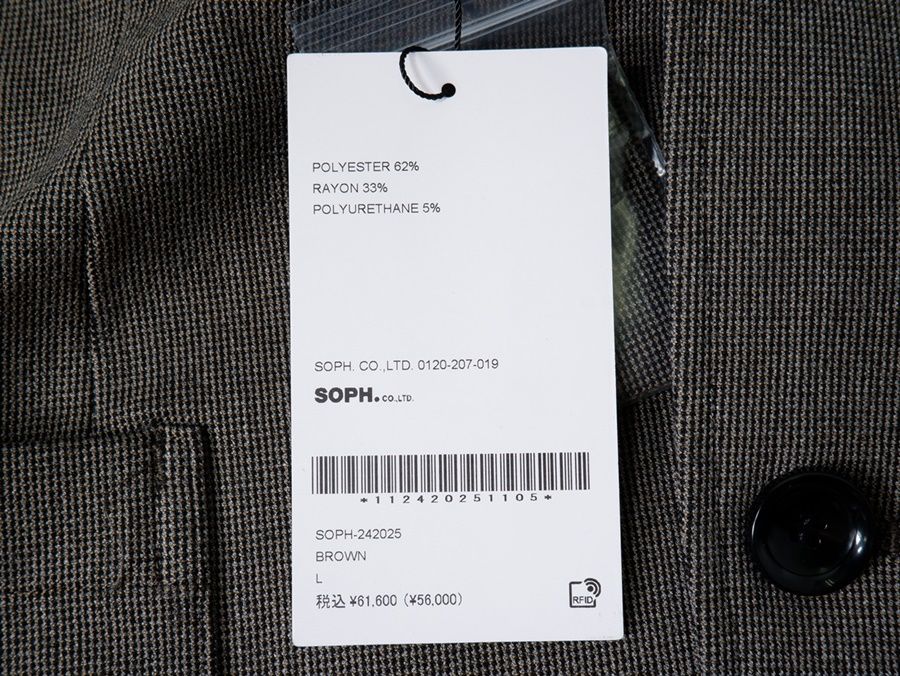 POLYESTER 62%
RAYON 33%
POLYURETHANE 5%
SOPH. CO.,LTD. 0120-207-019
SOPH. CO.,LTD.
*112420251105*
SOPH-242025
BROWN
L
税込 ¥61,600 (¥56,000)
RFID